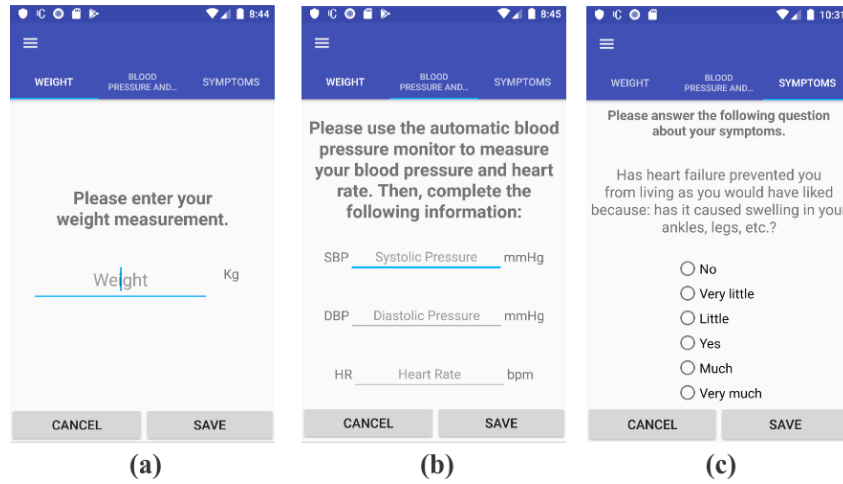 8:44
WEIGHT
BLOOD
PRESSURE AND...
SYMPTOMS
Please enter your
weight measurement.
Weight Kg
CANCEL SAVE
(a)
8:45
WEIGHT
BLOOD
PRESSURE AND...
SYMPTOMS
Please use the automatic blood
pressure monitor to measure
your blood pressure and heart
rate. Then, complete the
following information:
SBP Systolic Pressure mmHg
DBP Diastolic Pressure mmHg
HR Heart Rate bpm
CANCEL SAVE
(b)
10:31
WEIGHT
BLOOD
PRESSURE AND...
SYMPTOMS
Please answer the following question
about your symptoms.
Has heart failure prevented you
from living as you would have liked
because: has it caused swelling in your
ankles, legs, etc.?
No
Very little
Little
Yes
Much
Very much
CANCEL SAVE
(c)